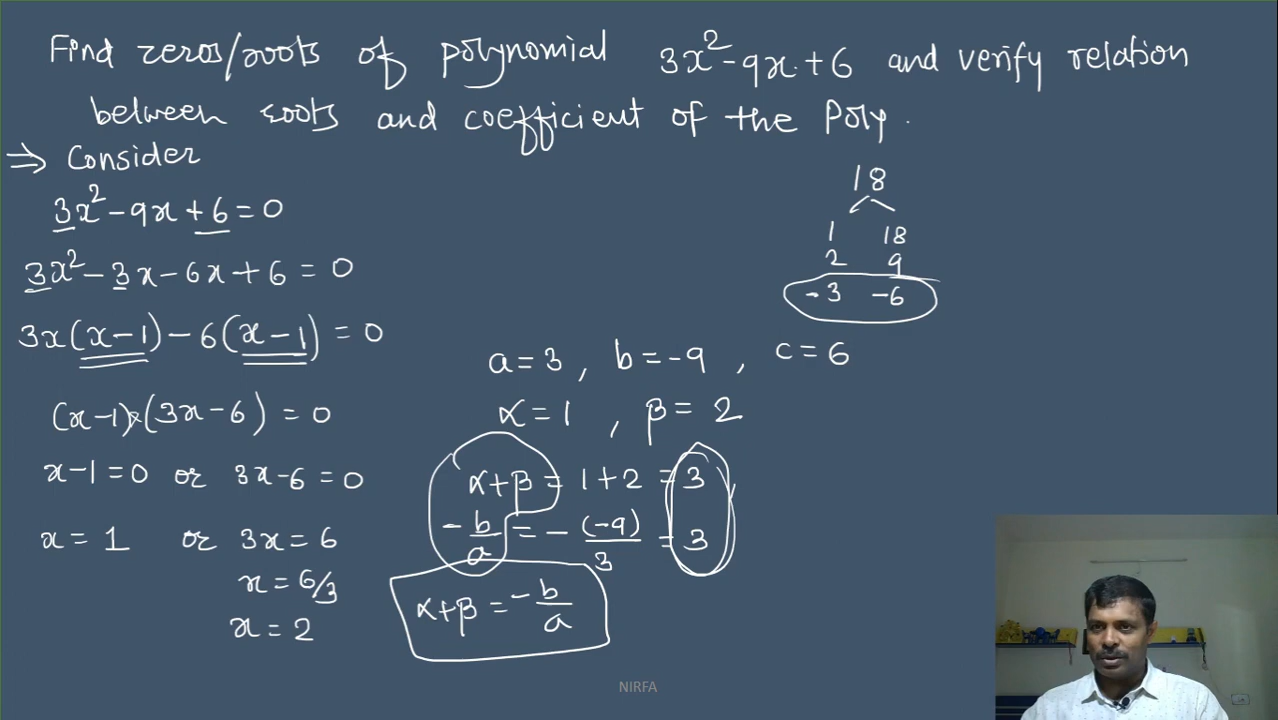 Find zeros/roots of polynomial 3x²-9x+6 and verify relation
between roots and coefficient of the Poly.
⇒ Consider
3x²-9x+6=0
3x²-3x-6x+6=0
3x(x-1)-6(x-1)=0
(x-1)×(3x-6)=0
x-1=0 or 3x-6=0
x=1 or 3x=6
x=6/3
x=2
18
1 18
2 9
-3 -6
a=3, b=-9, c=6
α=1, β=2
α+β=1+2=3
-b/a=-(-9)/3=3
α+β=-b/a
NIRFA